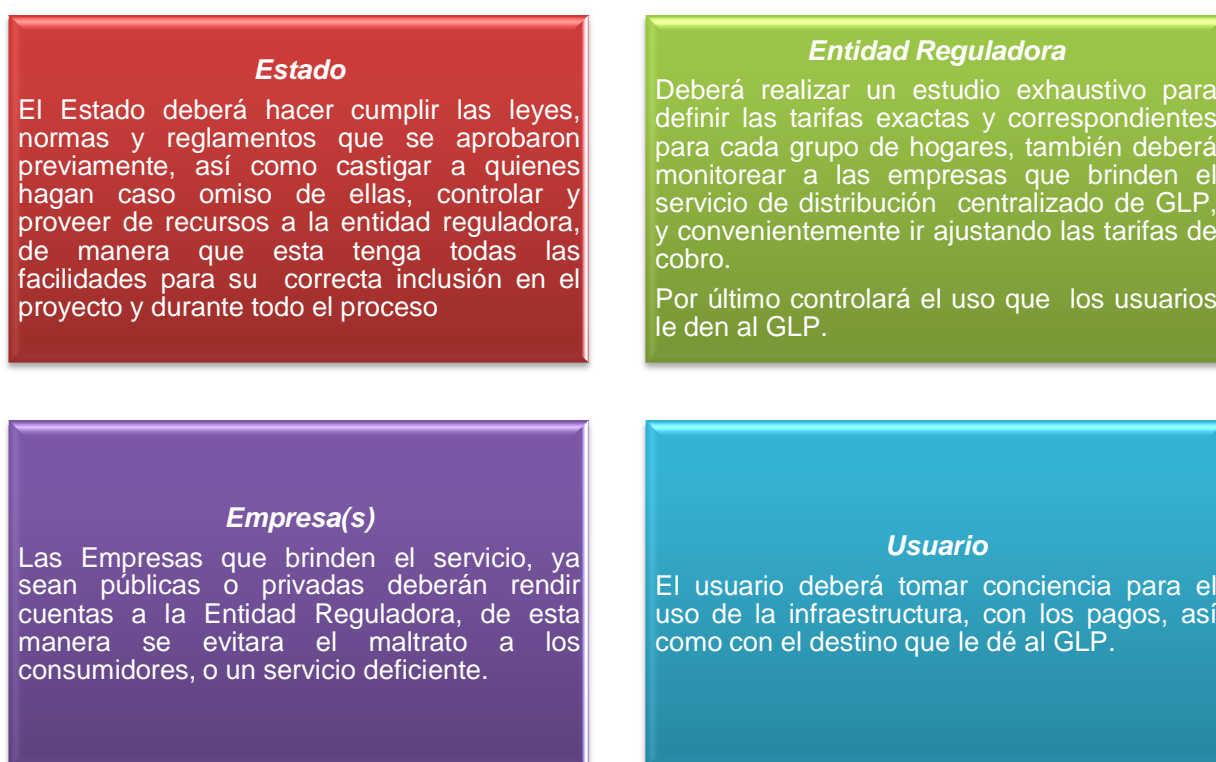 Estado
El Estado deberá hacer cumplir las leyes,
normas y reglamentos que se aprobaron
previamente, así como castigar a quienes
hagan caso omiso de ellas, controlar y
proveer de recursos a la entidad reguladora,
de manera que esta tenga todas las
facilidades para su correcta inclusión en el
proyecto y durante todo el proceso
Entidad Reguladora
Deberá realizar un estudio exhaustivo para
definir las tarifas exactas y correspondientes
para cada grupo de hogares, también deberá
monitorear a las empresas que brinden el
servicio de distribución centralizado de GLP,
y convenientemente ir ajustando las tarifas de
cobro.
Por último controlará el uso que los usuarios
le den al GLP.
Empresa(s)
Las Empresas que brinden el servicio, ya
sean públicas o privadas deberán rendir
cuentas a la Entidad Reguladora, de esta
manera se evitara el maltrato a los
consumidores, o un servicio deficiente.
Usuario
El usuario deberá tomar conciencia para el
uso de la infraestructura, con los pagos, así
como con el destino que le dé al GLP.